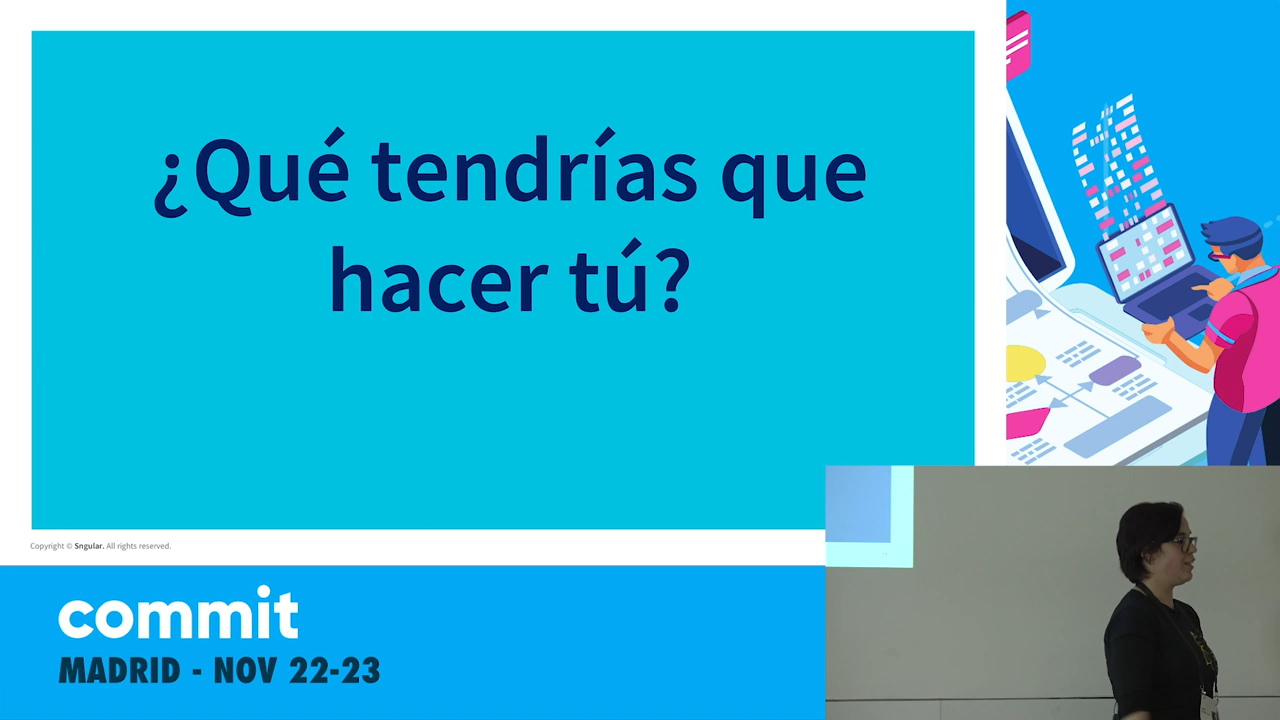 ¿Qué tendrías que
hacer tú?
Copyright © Sngular. All rights reserved.
commit
MADRID - NOV 22-23